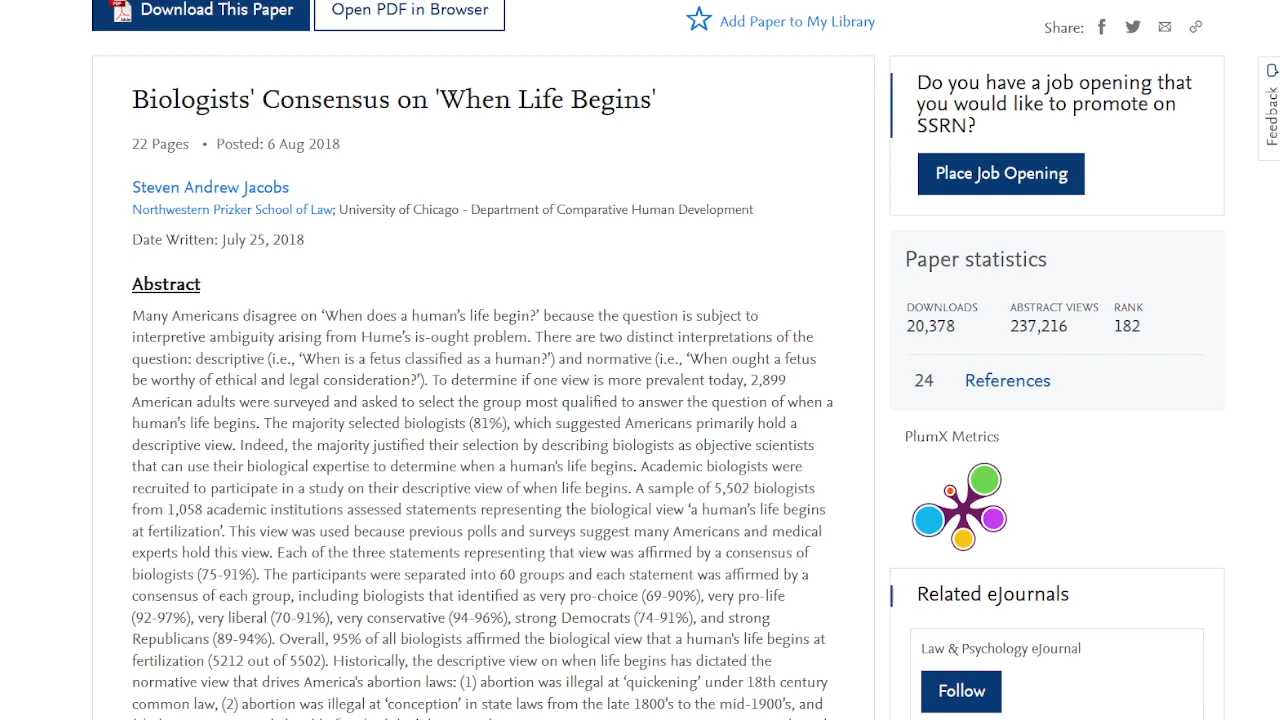 Download This Paper
Open PDF in Browser
Add Paper to My Library
Share:
Biologists' Consensus on 'When Life Begins'
22 Pages • Posted: 6 Aug 2018
Steven Andrew Jacobs
Northwestern Prizker School of Law; University of Chicago - Department of Comparative Human Development
Date Written: July 25, 2018
Abstract
Many Americans disagree on ‘When does a human’s life begin?’ because the question is subject to
interpretive ambiguity arising from Hume’s is-ought problem. There are two distinct interpretations of the
question: descriptive (i.e., ‘When is a fetus classified as a human?’) and normative (i.e., ‘When ought a fetus
be worthy of ethical and legal consideration?’). To determine if one view is more prevalent today, 2,899
American adults were surveyed and asked to select the group most qualified to answer the question of when a
human’s life begins. The majority selected biologists (81%), which suggested Americans primarily hold a
descriptive view. Indeed, the majority justified their selection by describing biologists as objective scientists
that can use their biological expertise to determine when a human's life begins. Academic biologists were
recruited to participate in a study on their descriptive view of when life begins. A sample of 5,502 biologists
from 1,058 academic institutions assessed statements representing the biological view ‘a human’s life begins
at fertilization’. This view was used because previous polls and surveys suggest many Americans and medical
experts hold this view. Each of the three statements representing that view was affirmed by a consensus of
biologists (75-91%). The participants were separated into 60 groups and each statement was affirmed by a
consensus of each group, including biologists that identified as very pro-choice (69-90%), very pro-life
(92-97%), very liberal (70-91%), very conservative (94-96%), strong Democrats (74-91%), and strong
Republicans (89-94%). Overall, 95% of all biologists affirmed the biological view that a human's life begins at
fertilization (5212 out of 5502). Historically, the descriptive view on when life begins has dictated the
normative view that drives America's abortion laws: (1) abortion was illegal at ‘quickening’ under 18th century
common law, (2) abortion was illegal at ‘conception’ in state laws from the late 1800’s to the mid-1900’s, and
Do you have a job opening that
you would like to promote on
SSRN?
Place Job Opening
Paper statistics
DOWNLOADS ABSTRACT VIEWS RANK
20,378 237,216 182
24 References
PlumX Metrics
Related eJournals
Law & Psychology eJournal
Follow
Feedback